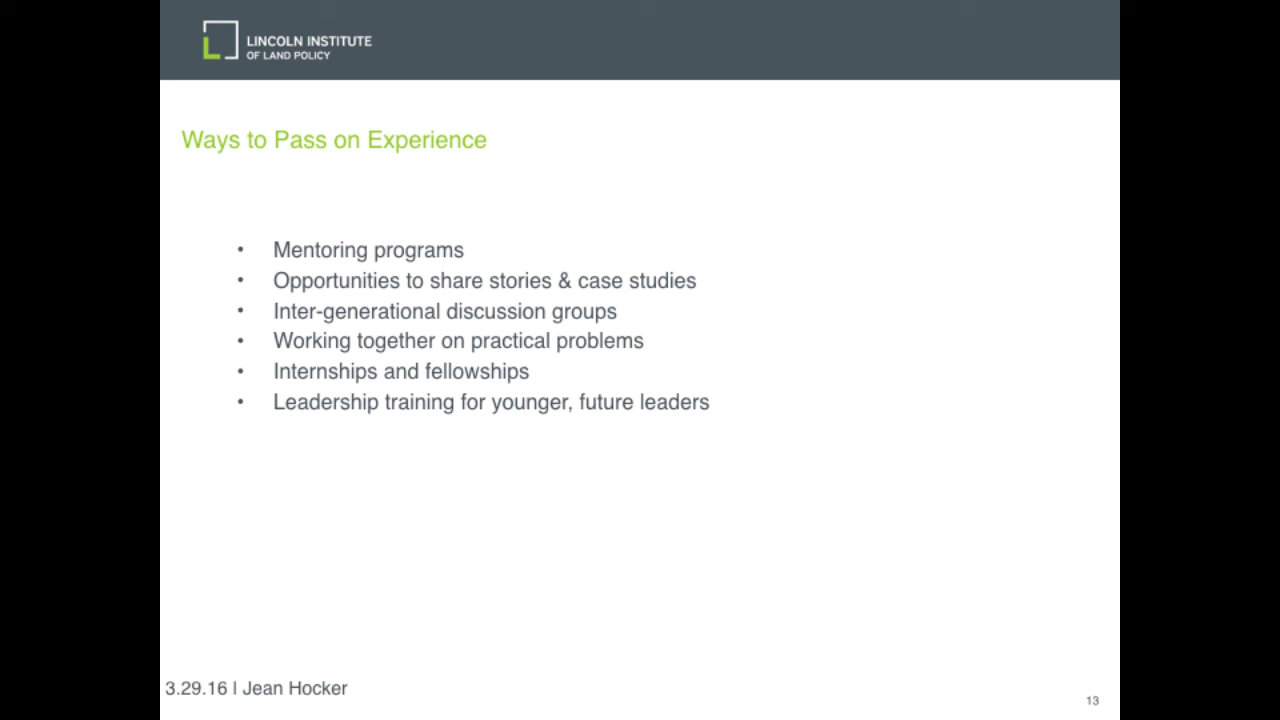 LINCOLN INSTITUTE
OF LAND POLICY
Ways to Pass on Experience
• Mentoring programs
• Opportunities to share stories & case studies
• Inter-generational discussion groups
• Working together on practical problems
• Internships and fellowships
• Leadership training for younger, future leaders
3.29.16 | Jean Hocker
13